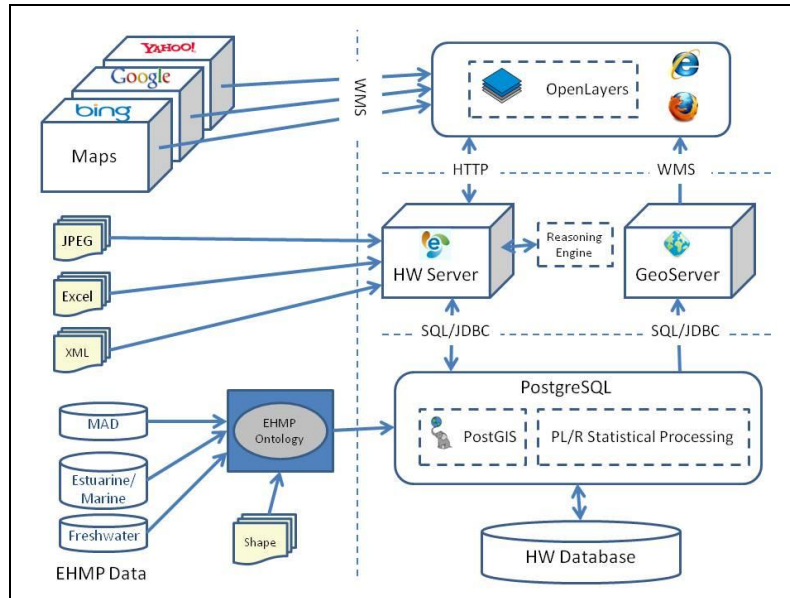 YAHOO!
Google
bing
Maps
WMS
OpenLayers
HTTP
WMS
JPEG
Excel
XML
HW Server
Reasoning
Engine
GeoServer
SQL/JDBC
SQL/JDBC
PostgreSQL
PostGIS
PL/R Statistical Processing
MAD
Estuarine/
Marine
Freshwater
EHMP
Ontology
Shape
EHMP Data
HW Database